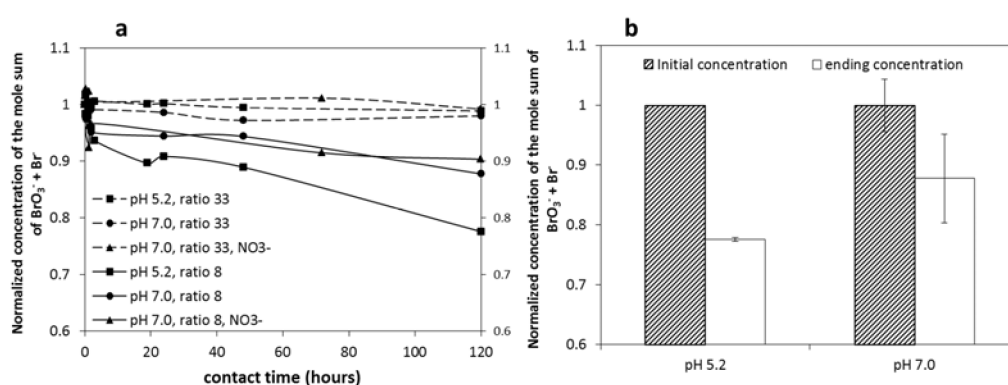 a
Normalized concentration of the mole sum
of BrO₃⁻ + Br⁻
1.1
1
0.9
0.8
0.7
0.6
1.1
1
0.9
0.8
0.7
0.6
pH 5.2, ratio 33
pH 7.0, ratio 33
pH 7.0, ratio 33, NO3-
pH 5.2, ratio 8
pH 7.0, ratio 8
pH 7.0, ratio 8, NO3-
0 20 40 60 80 100 120
contact time (hours)
b
Normalized concentration of the mole sum of
BrO₃⁻ + Br⁻
1.1
1
0.9
0.8
0.7
0.6
Initial concentration ending concentration
pH 5.2 pH 7.0